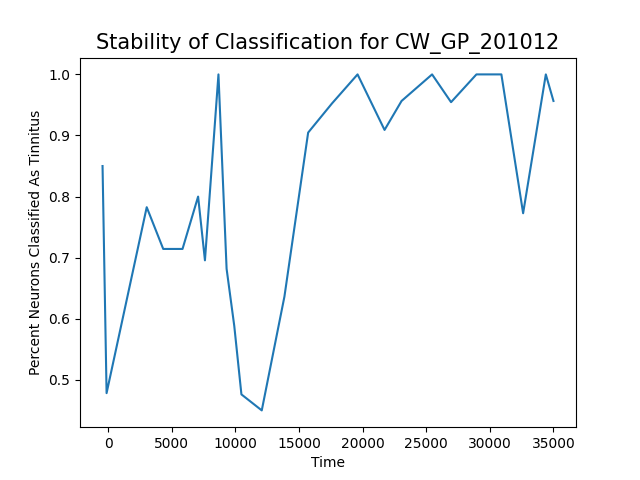 Stability of Classification for CW_GP_201012
Percent Neurons Classified As Tinnitus
1.0
0.9
0.8
0.7
0.6
0.5
0 5000 10000 15000 20000 25000 30000 35000
Time